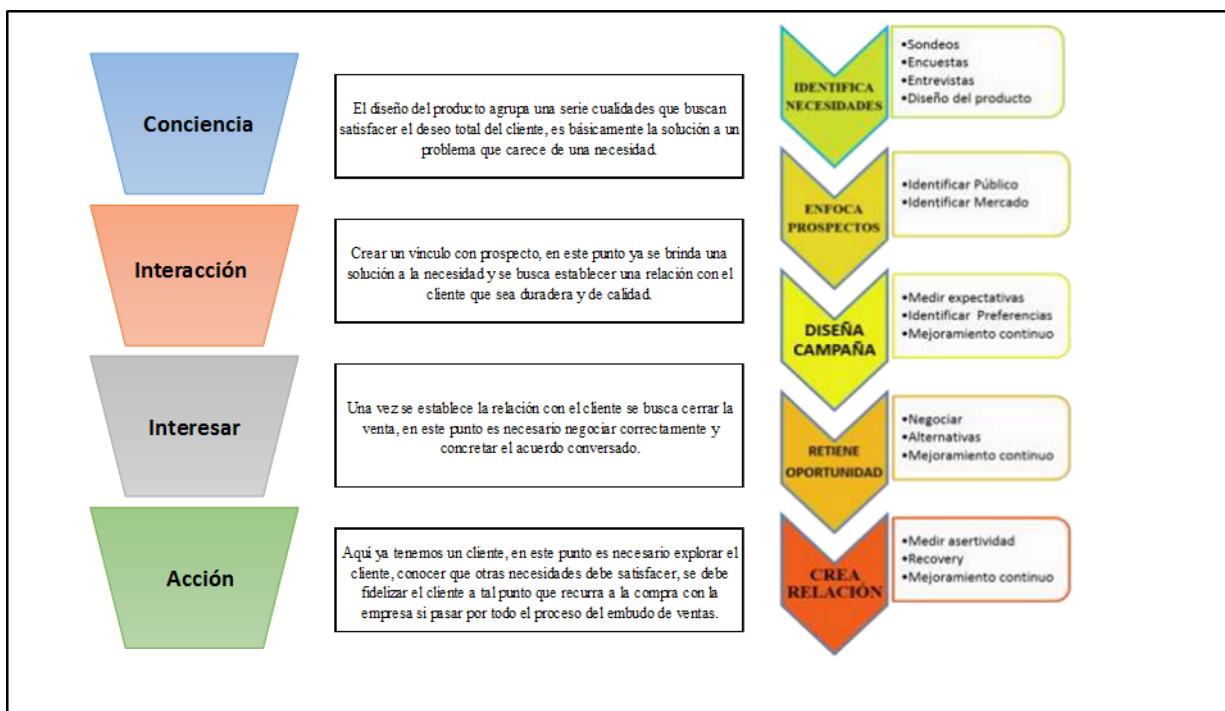 Conciencia
El diseño del producto agrupa una serie cualidades que buscan
satisfacer el deseo total del cliente, es básicamente la solución a un
problema que carece de una necesidad.
IDENTIFICA
NECESIDADES
•Sondeos
•Encuestas
•Entrevistas
•Diseño del producto
Interacción
Crear un vínculo con prospecto, en este punto ya se brinda una
solución a la necesidad y se busca establecer una relación con el
cliente que sea duradera y de calidad.
ENFOCA
PROSPECTOS
•Identificar Público
•Identificar Mercado
DISEÑA
CAMPAÑA
•Medir expectativas
•Identificar Preferencias
•Mejoramiento continuo
Interesar
Una vez se establece la relación con el cliente se busca cerrar la
venta, en este punto es necesario negociar correctamente y
concretar el acuerdo conversado.
RETIENE
OPORTUNIDAD
•Negociar
•Alternativas
•Mejoramiento continuo
Acción
Aqui ya tenemos un cliente, en este punto es necesario explorar el
cliente, conocer que otras necesidades debe satisfacer, se debe
fidelizar el cliente a tal punto que recurra a la compra con la
empresa si pasar por todo el proceso del embudo de ventas.
CREA
RELACIÓN
•Medir asertividad
•Recovery
•Mejoramiento continuo